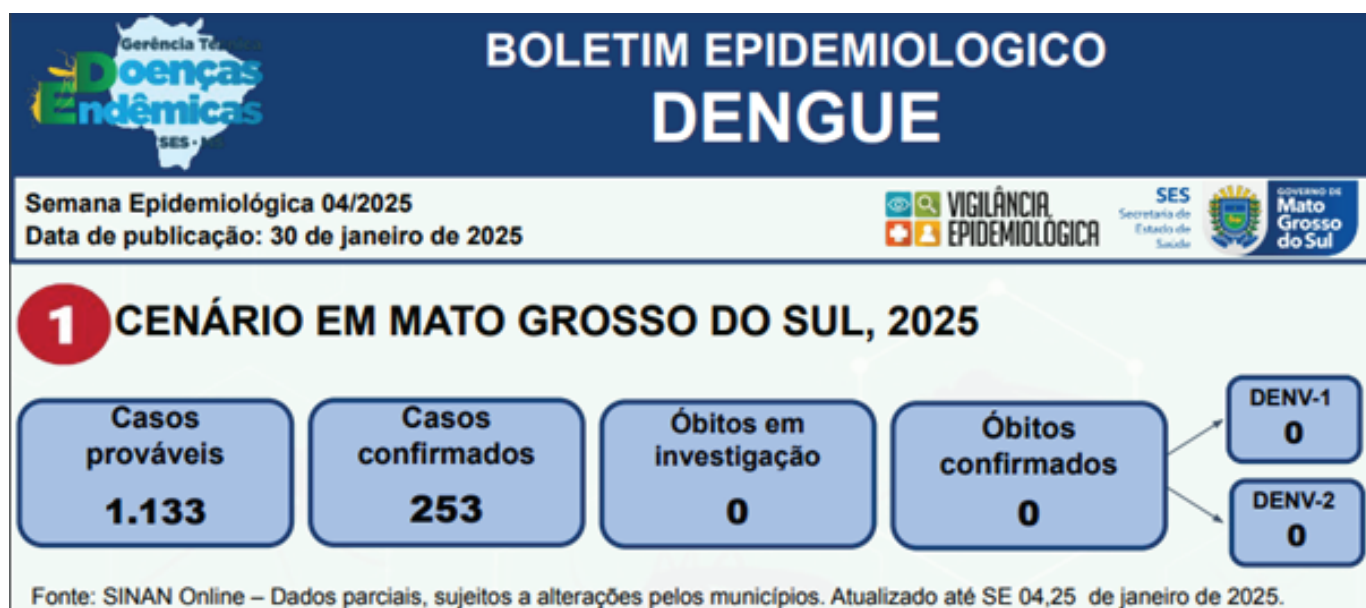 Gerência Técnica
Doenças
Endêmicas
SES -
BOLETIM EPIDEMIOLOGICO
DENGUE
Semana Epidemiológica 04/2025
Data de publicação: 30 de janeiro de 2025
VIGILÂNCIA
EPIDEMIOLÓGICA
SES
Secretaria de
Estado de
Saúde
GOVERNO DE
Mato
Grosso
do Sul
1 CENÁRIO EM MATO GROSSO DO SUL, 2025
Casos
prováveis
1.133
Casos
confirmados
253
Óbitos em
investigação
0
Óbitos
confirmados
0
DENV-1
0
DENV-2
0
Fonte: SINAN Online – Dados parciais, sujeitos a alterações pelos municípios. Atualizado até SE 04,25 de janeiro de 2025.